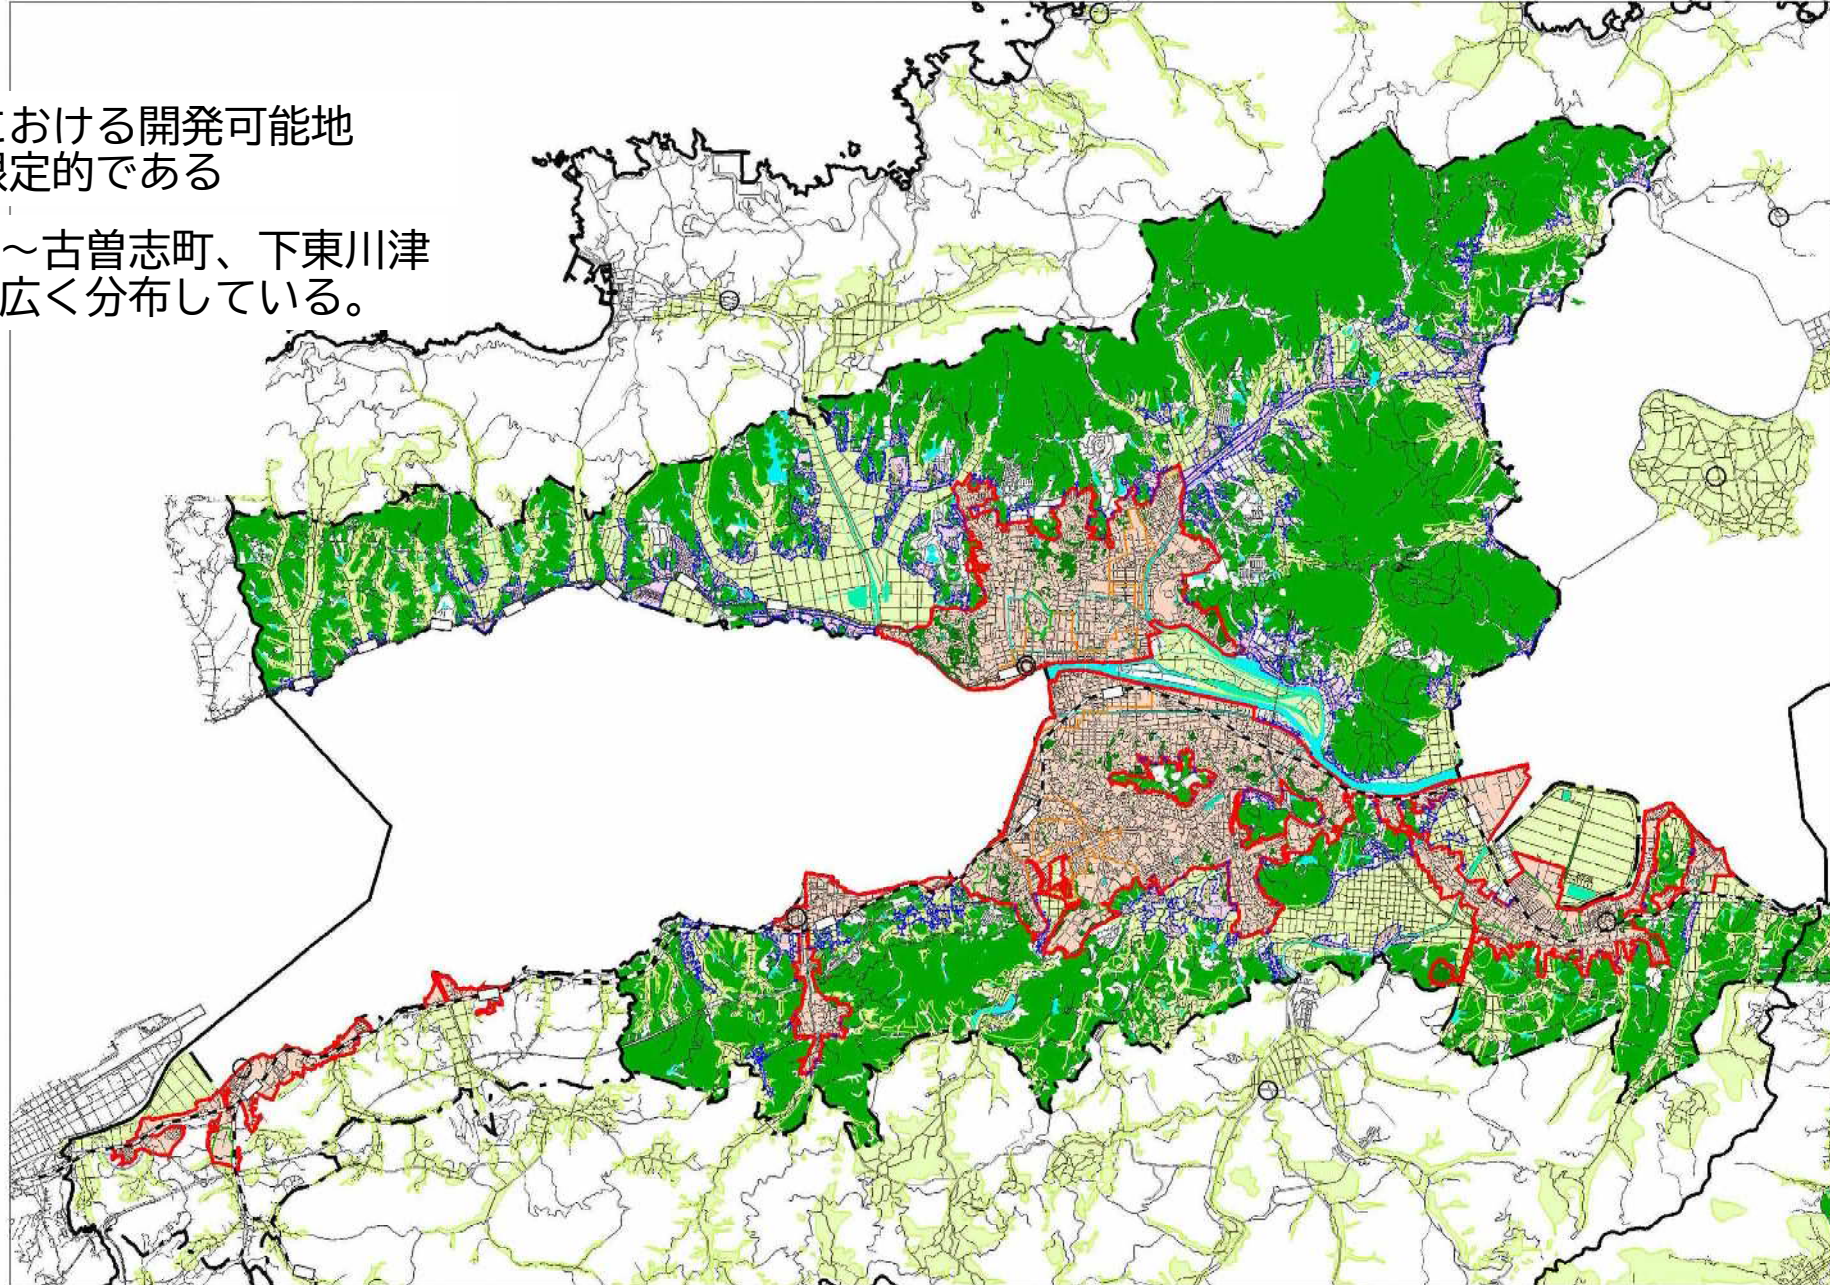 における開発可能地
限定的である
～古曽志町、下東川津
広く分布している。